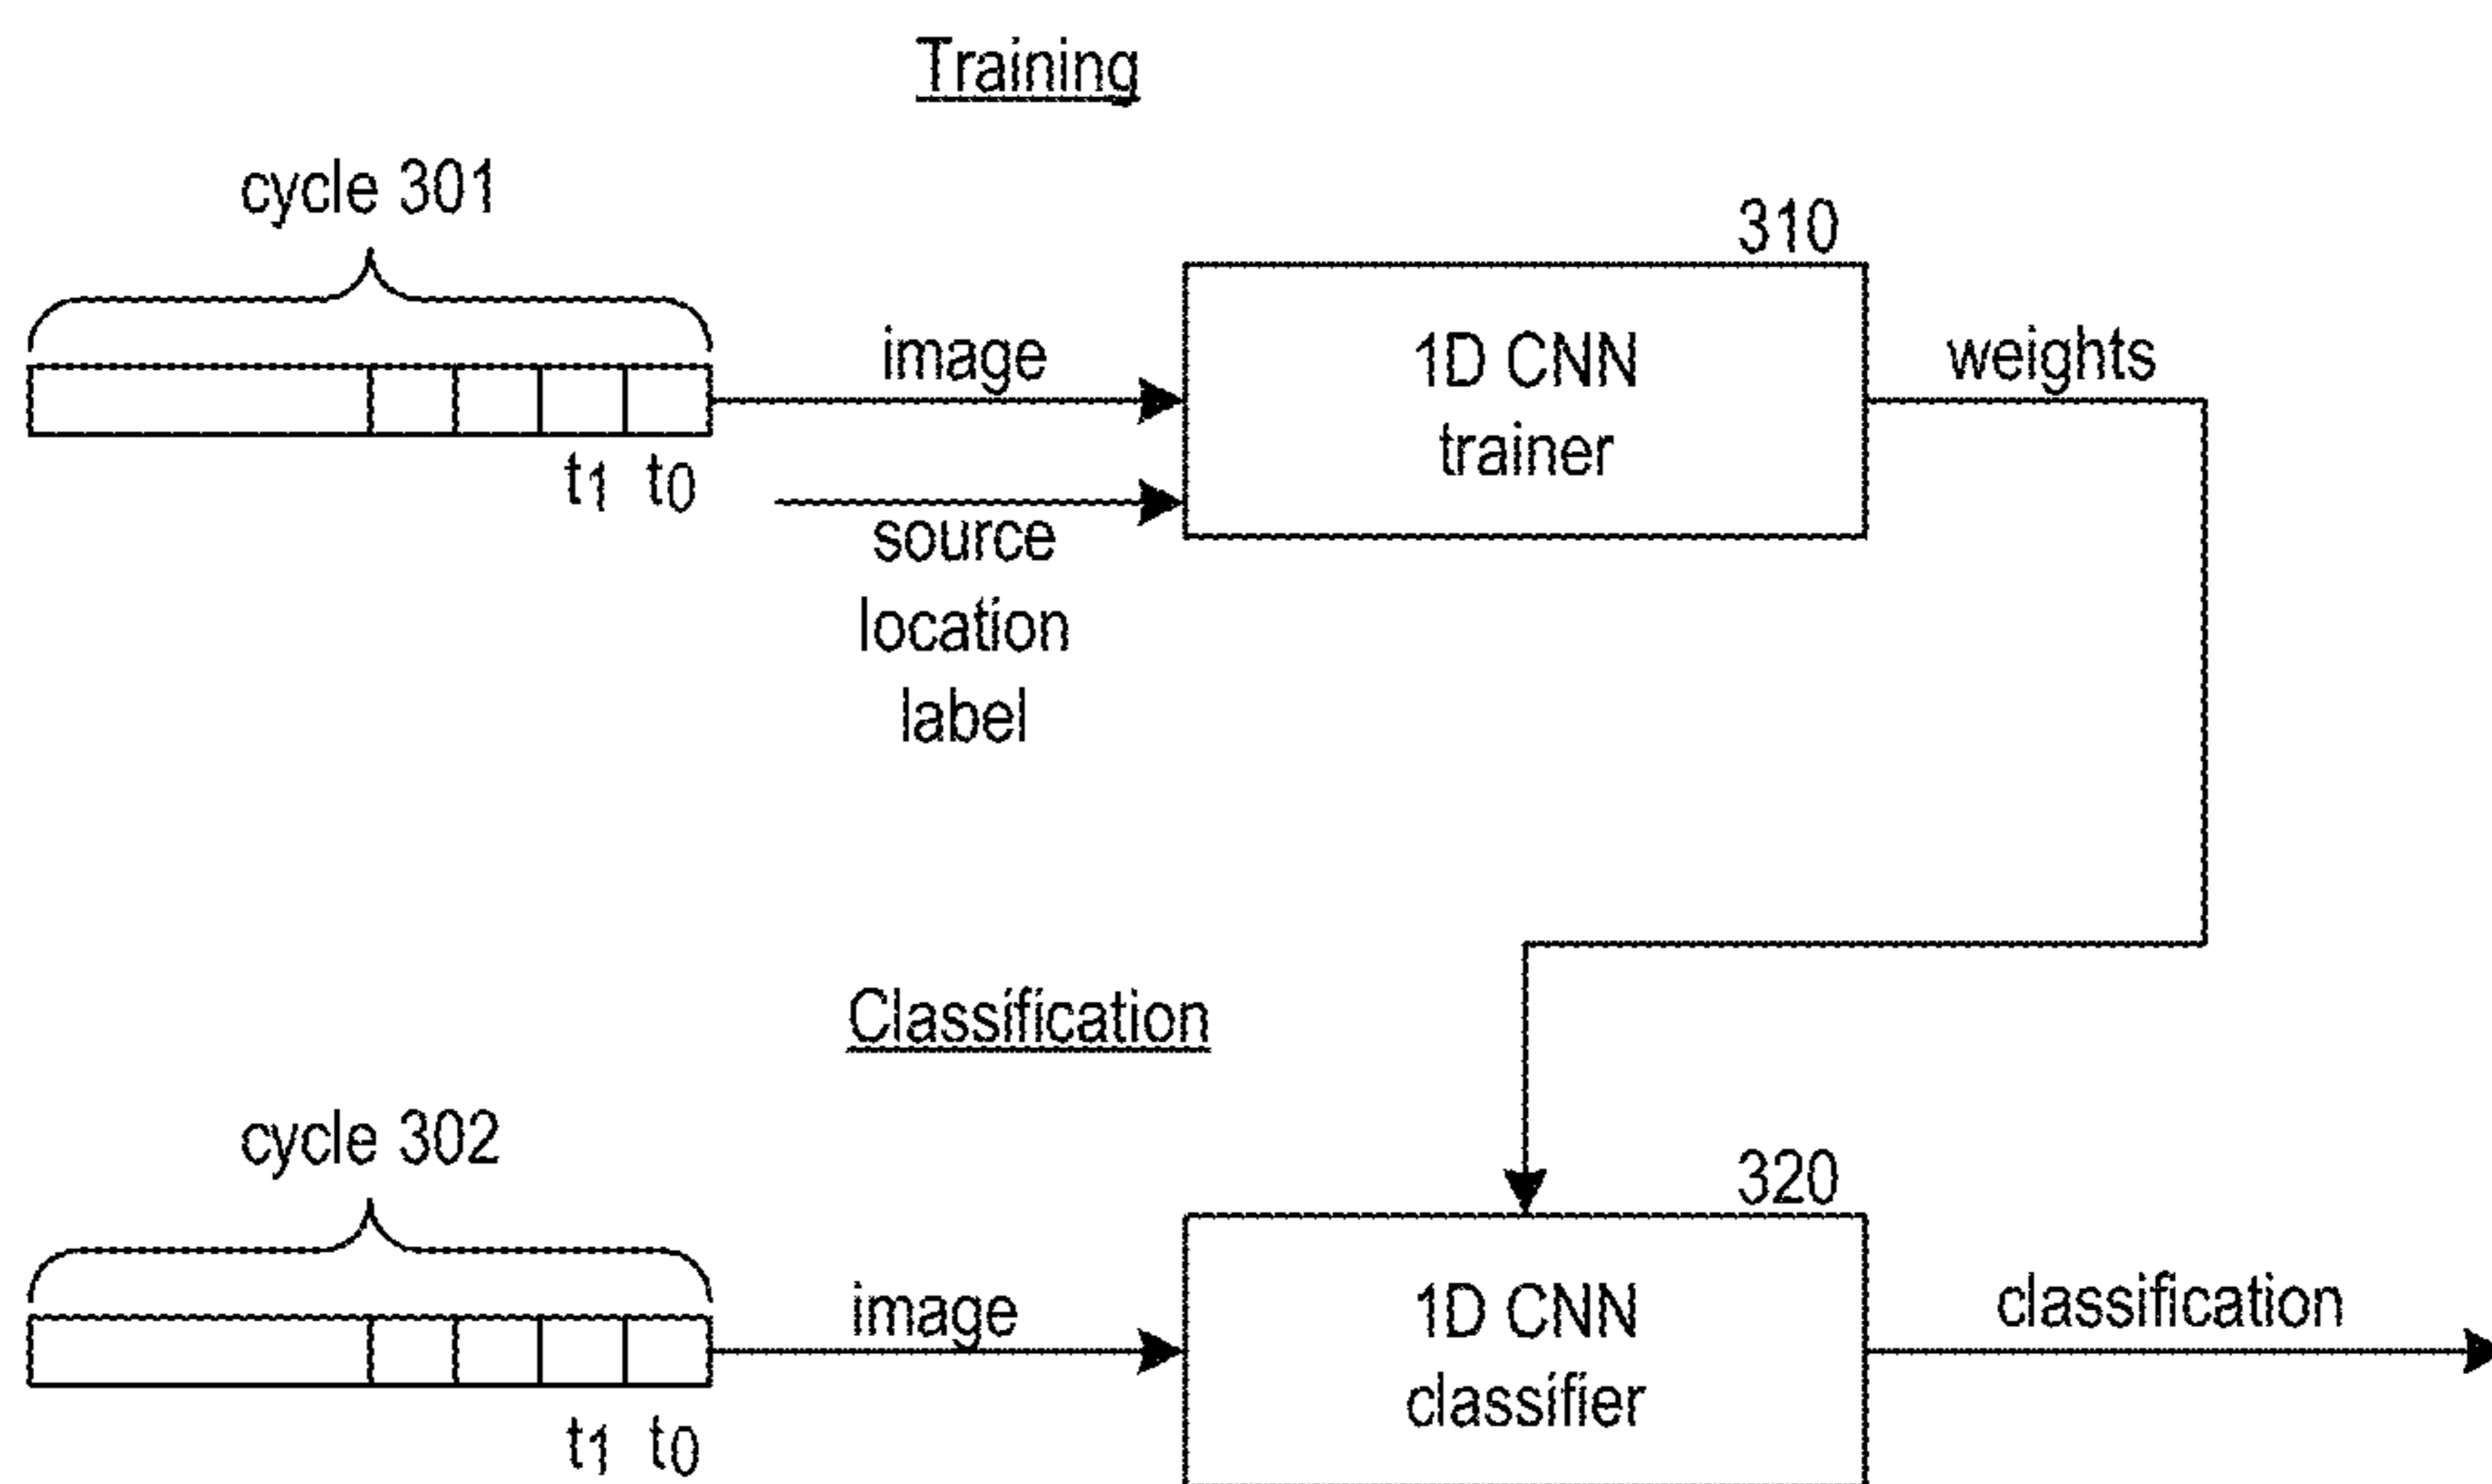 Training
cycle 301
310
image
1D CNN
trainer
weights
t1 t0
source
location
label
Classification
cycle 302
320
image
1D CNN
classifier
classification
t1 t0